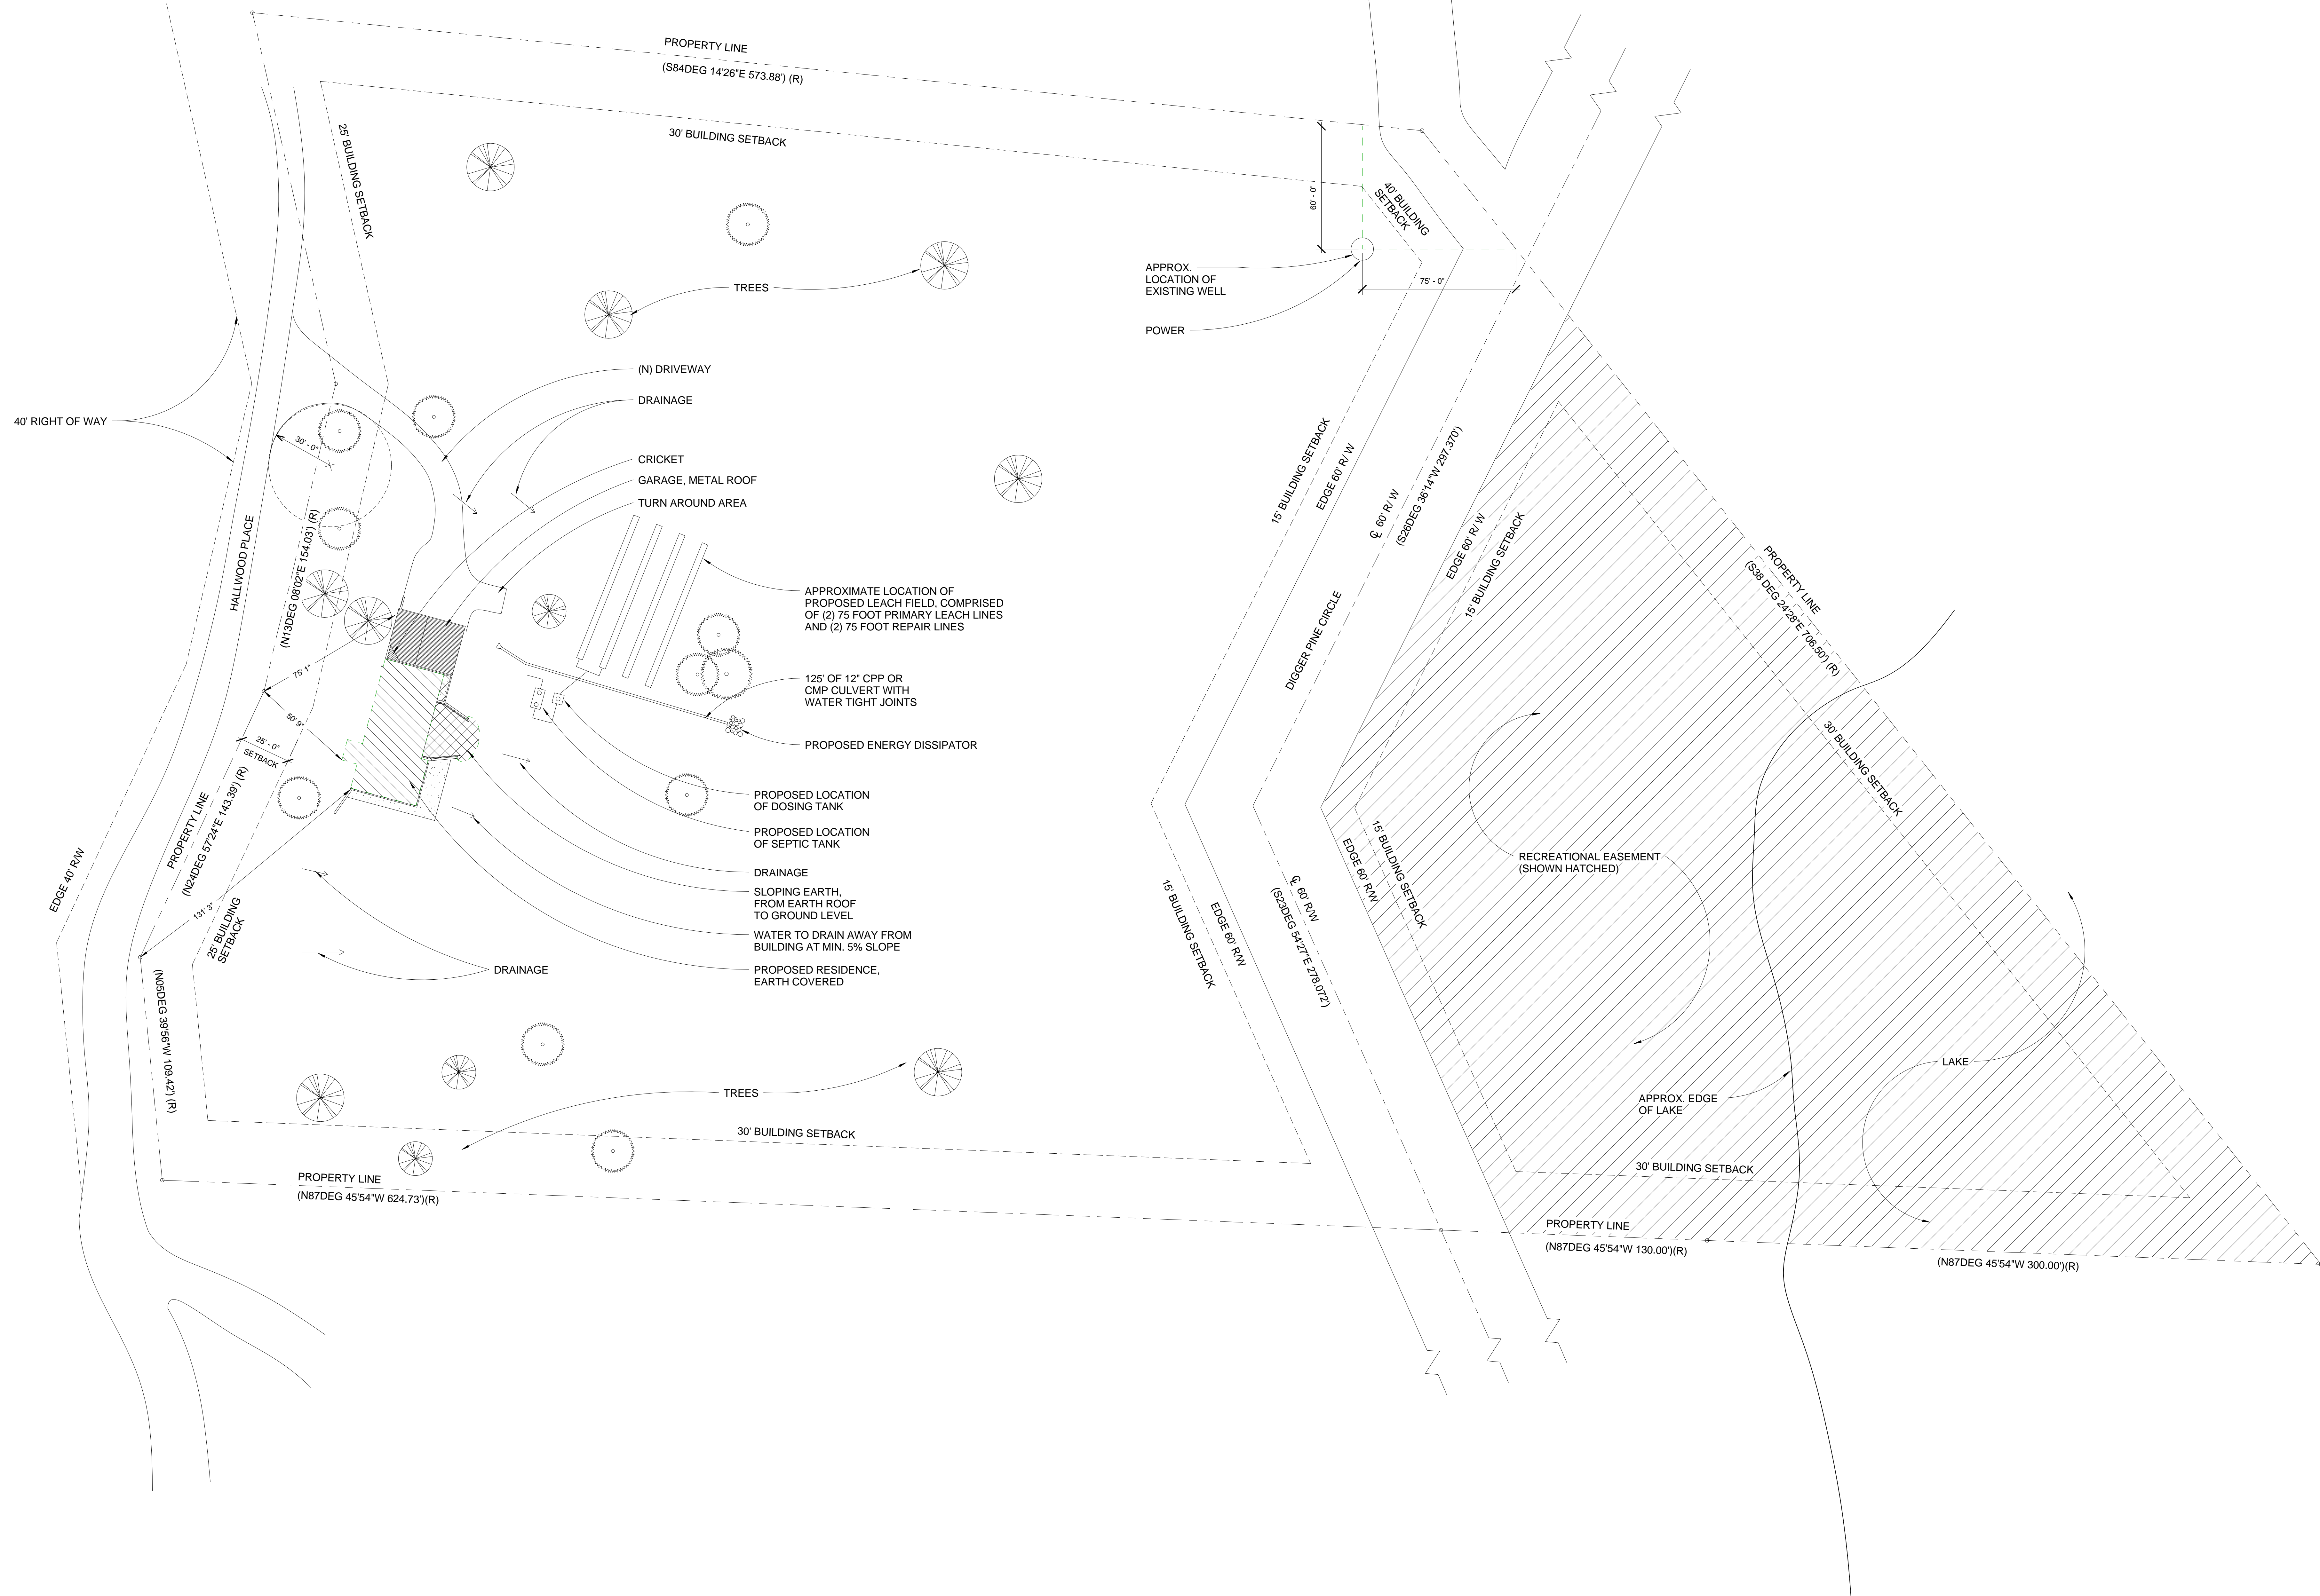 PROPERTY LINE
(S84DEG 14'26"E 573.88') (R)
30' BUILDING SETBACK
25' BUILDING SETBACK
40' BUILDING
SETBACK
60' - 0"
75' - 0"
APPROX.
LOCATION OF
EXISTING WELL
POWER
TREES
(N) DRIVEWAY
DRAINAGE
40' RIGHT OF WAY
30' - 0"
CRICKET
GARAGE, METAL ROOF
TURN AROUND AREA
HALLWOOD PLACE
(N13DEG 08'02"E 154.03') (R)
APPROXIMATE LOCATION OF
PROPOSED LEACH FIELD, COMPRISED
OF (2) 75 FOOT PRIMARY LEACH LINES
AND (2) 75 FOOT REPAIR LINES
125' OF 12" CPP OR
CMP CULVERT WITH
WATER TIGHT JOINTS
PROPOSED ENERGY DISSIPATOR
75' 1"
50' 9"
25' - 0"
SETBACK
PROPERTY LINE
(N24DEG 57'24"E 143.39') (R)
131' 3"
25' BUILDING
SETBACK
EDGE 40' R/W
(N05DEG 39'56"W 109.42') (R)
PROPOSED LOCATION
OF DOSING TANK
PROPOSED LOCATION
OF SEPTIC TANK
DRAINAGE
SLOPING EARTH,
FROM EARTH ROOF
TO GROUND LEVEL
WATER TO DRAIN AWAY FROM
BUILDING AT MIN. 5% SLOPE
PROPOSED RESIDENCE,
EARTH COVERED
DRAINAGE
TREES
30' BUILDING SETBACK
PROPERTY LINE
(N87DEG 45'54"W 624.73')(R)
15' BUILDING SETBACK
EDGE 60' R/ W
℄ 60' R/ W
(S26DEG 36'14"W 297.370')
EDGE 60' R/ W
15' BUILDING SETBACK
DIGGER PINE CIRCLE
PROPERTY LINE
(S38 DEG 24'28"E 706.50') (R)
30' BUILDING SETBACK
15' BUILDING SETBACK
EDGE 60' R/W
℄ 60' R/W
(S23DEG 54'27"E 278.072')
EDGE 60' R/W
15' BUILDING SETBACK
RECREATIONAL EASEMENT
(SHOWN HATCHED)
LAKE
APPROX. EDGE
OF LAKE
30' BUILDING SETBACK
PROPERTY LINE
(N87DEG 45'54"W 130.00')(R)
(N87DEG 45'54"W 300.00')(R)